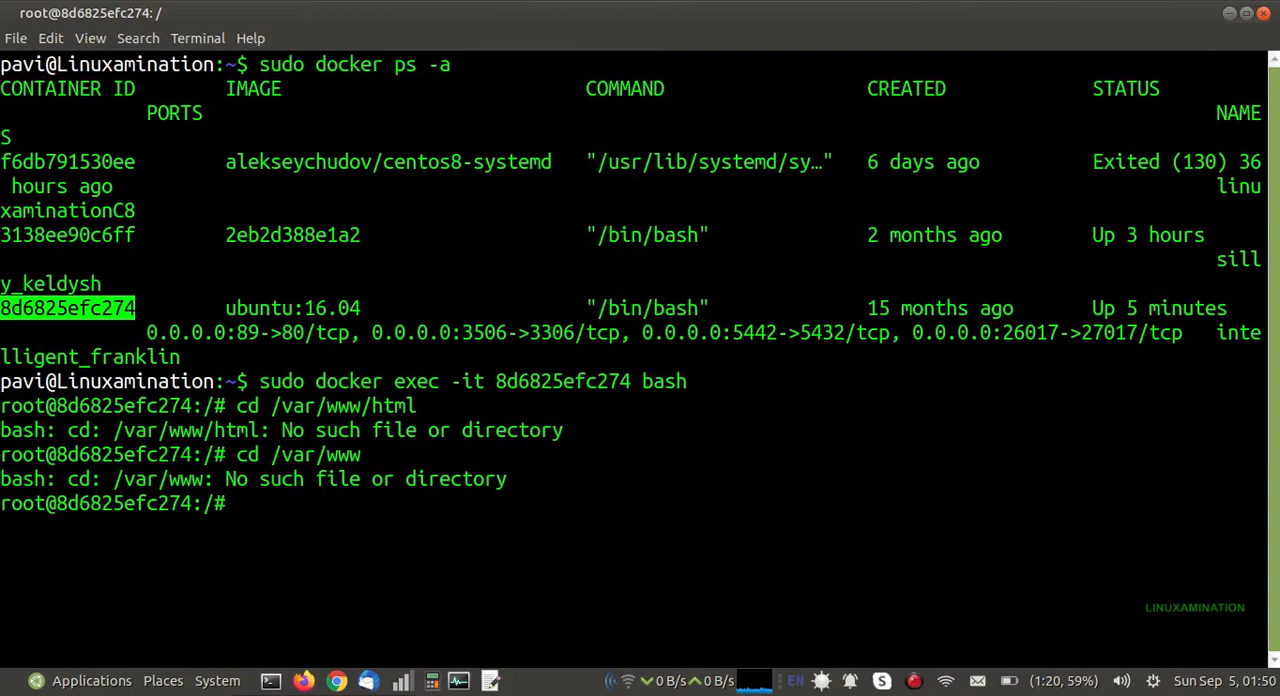 root@8d6825efc274: /
File Edit View Search Terminal Help
pavi@Linuxamination:~$ sudo docker ps -a
CONTAINER ID IMAGE COMMAND CREATED STATUS
PORTS NAME
S
f6db791530ee alekseychudov/centos8-systemd "/usr/lib/systemd/sy…" 6 days ago Exited (130) 36
hours ago linu
xaminationC8
3138ee90c6ff 2eb2d388e1a2 "/bin/bash" 2 months ago Up 3 hours
sill
y_keldysh
8d6825efc274 ubuntu:16.04 "/bin/bash" 15 months ago Up 5 minutes
0.0.0.0:89->80/tcp, 0.0.0.0:3506->3306/tcp, 0.0.0.0:5442->5432/tcp, 0.0.0.0:26017->27017/tcp inte
lligent_franklin
pavi@Linuxamination:~$ sudo docker exec -it 8d6825efc274 bash
root@8d6825efc274:/# cd /var/www/html
bash: cd: /var/www/html: No such file or directory
root@8d6825efc274:/# cd /var/www
bash: cd: /var/www: No such file or directory
root@8d6825efc274:/#
LINUXAMINATION
Applications Places System 0 B/s 0 B/s EN S (1:20, 59%) Sun Sep 5, 01:50